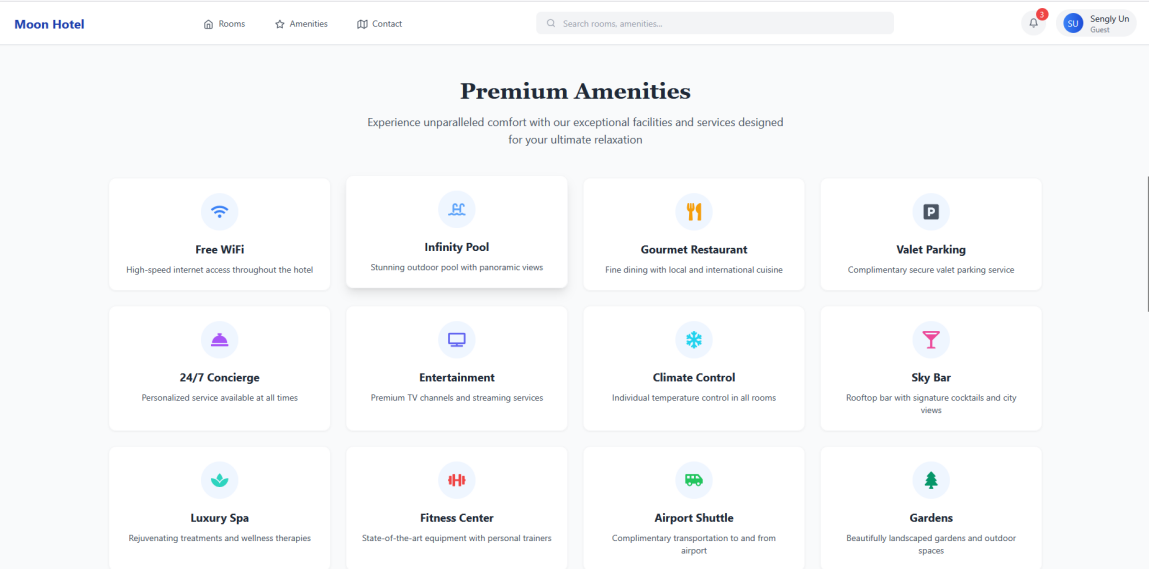 Moon Hotel
Rooms
Amenities
Contact
Search rooms, amenities...
3
SU
Sengly Un
Guest
Premium Amenities
Experience unparalleled comfort with our exceptional facilities and services designed
for your ultimate relaxation
Free WiFi
High-speed internet access throughout the hotel
Infinity Pool
Stunning outdoor pool with panoramic views
Gourmet Restaurant
Fine dining with local and international cuisine
P
Valet Parking
Complimentary secure valet parking service
24/7 Concierge
Personalized service available at all times
Entertainment
Premium TV channels and streaming services
Climate Control
Individual temperature control in all rooms
Sky Bar
Rooftop bar with signature cocktails and city
views
Luxury Spa
Rejuvenating treatments and wellness therapies
Fitness Center
State-of-the-art equipment with personal trainers
Airport Shuttle
Complimentary transportation to and from
airport
Gardens
Beautifully landscaped gardens and outdoor
spaces